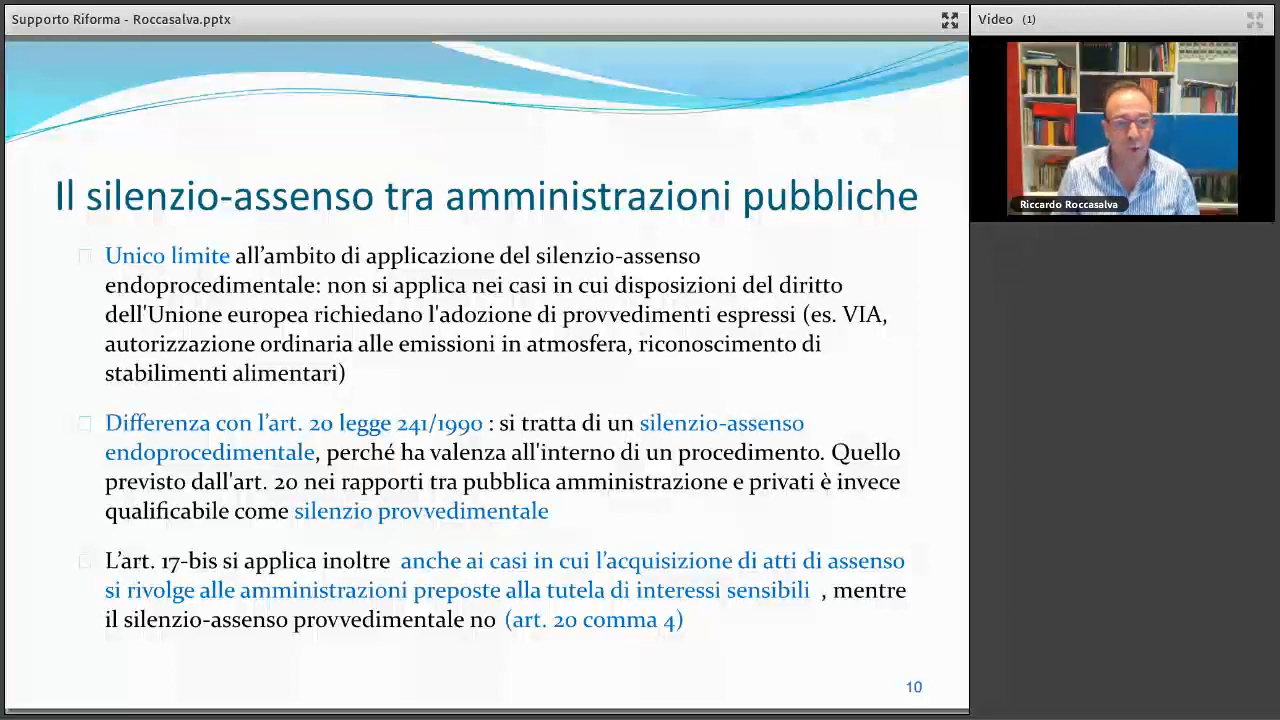 Supporto Riforma - Roccasalva.pptx
Video (1)
Riccardo Roccasalva
Il silenzio-assenso tra amministrazioni pubbliche
Unico limite all’ambito di applicazione del silenzio-assenso
endoprocedimentale: non si applica nei casi in cui disposizioni del diritto
dell'Unione europea richiedano l'adozione di provvedimenti espressi (es. VIA,
autorizzazione ordinaria alle emissioni in atmosfera, riconoscimento di
stabilimenti alimentari)
Differenza con l’art. 20 legge 241/1990 : si tratta di un silenzio-assenso
endoprocedimentale, perché ha valenza all'interno di un procedimento. Quello
previsto dall'art. 20 nei rapporti tra pubblica amministrazione e privati è invece
qualificabile come silenzio provvedimentale
L’art. 17-bis si applica inoltre anche ai casi in cui l’acquisizione di atti di assenso
si rivolge alle amministrazioni preposte alla tutela di interessi sensibili , mentre
il silenzio-assenso provvedimentale no (art. 20 comma 4)
10